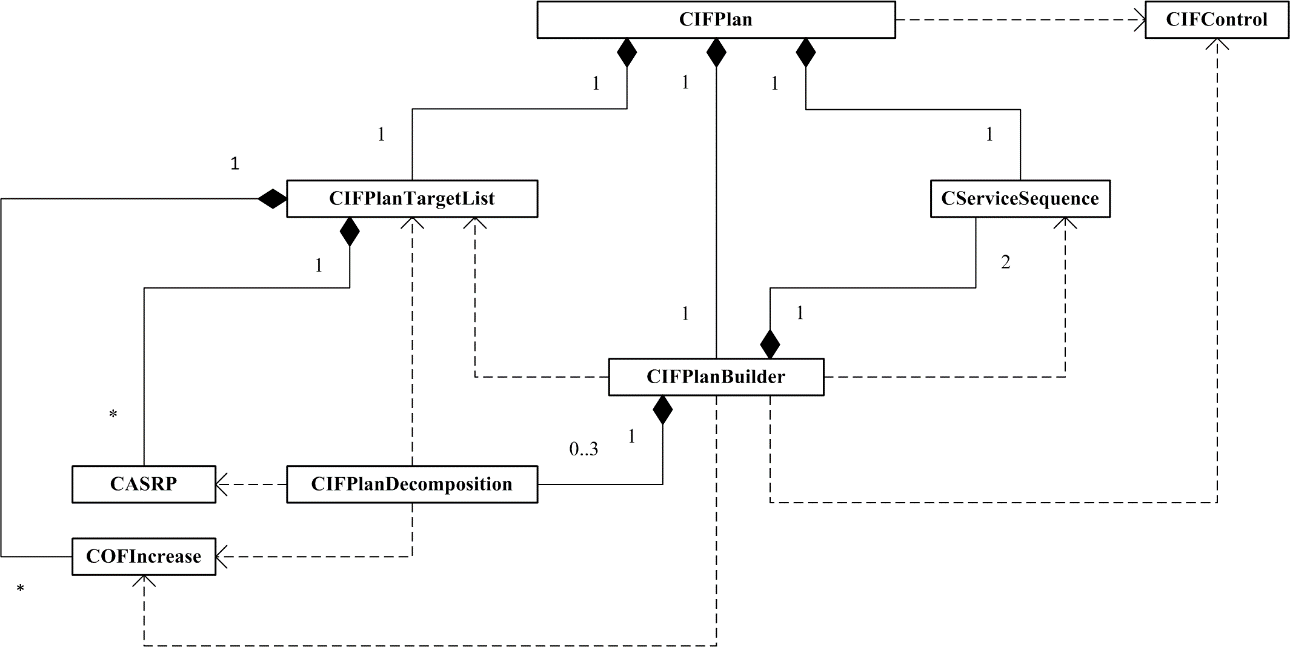 CIFPlan
CIFControl
1
1
1
1
1
1
CIFPlanTargetList
CServiceSequence
1
2
1
1
CIFPlanBuilder
*
1
0..3
CASRP
CIFPlanDecomposition
COFIncrease
*